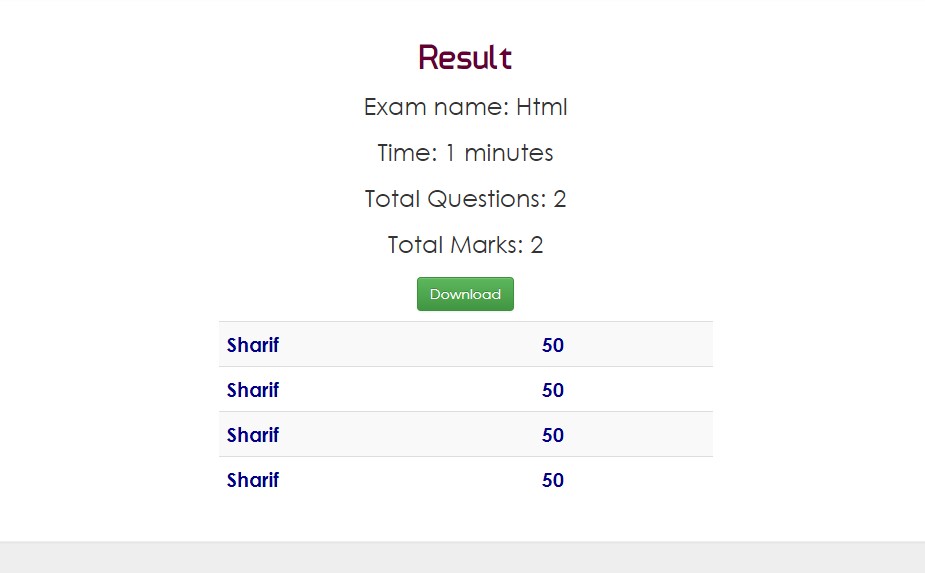 Result
Exam name: Html
Time: 1 minutes
Total Questions: 2
Total Marks: 2
Download
Sharif 50
Sharif 50
Sharif 50
Sharif 50